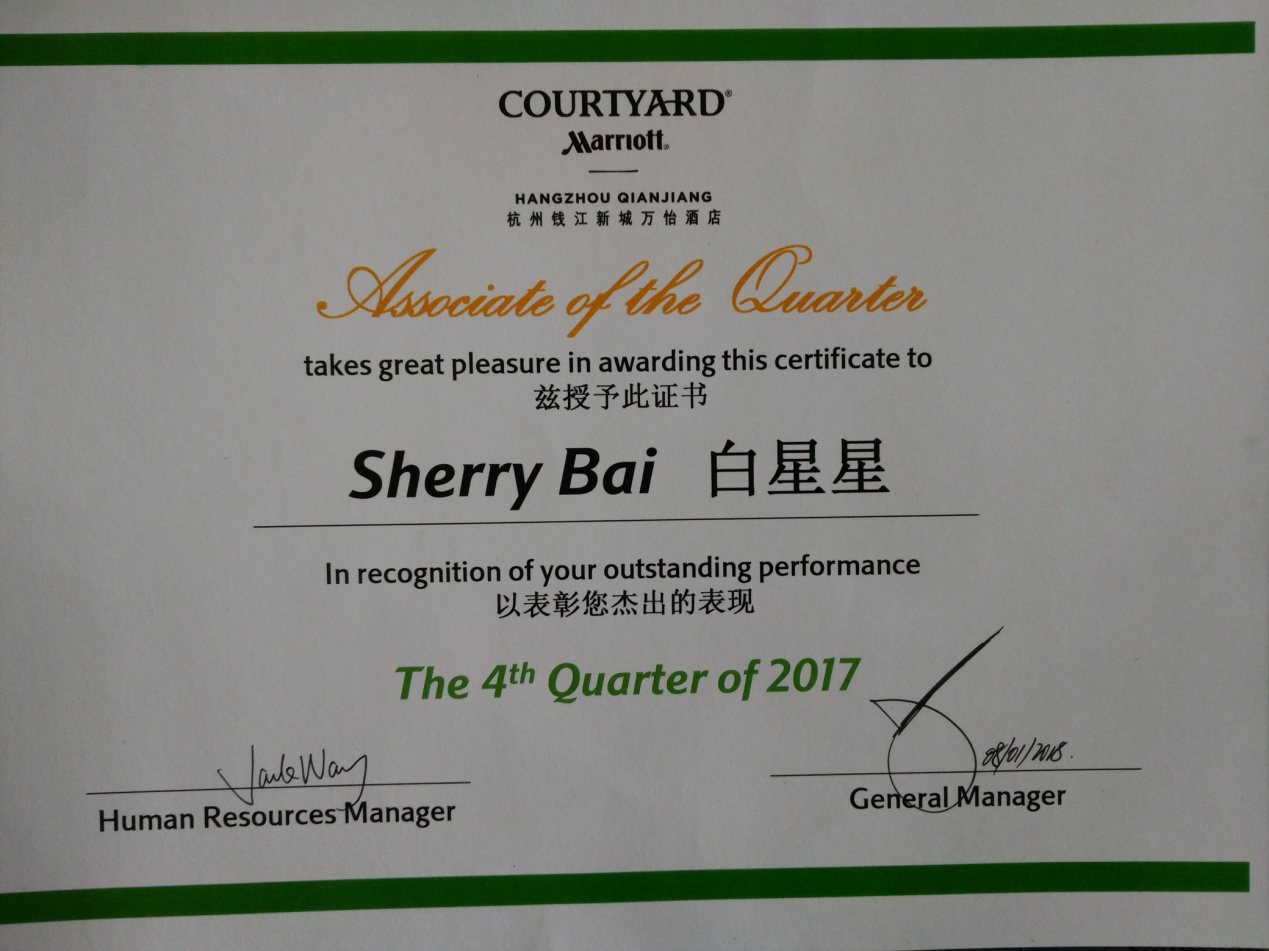 COURTYARD®
Marriott®
HANGZHOU QIANJIANG
杭州钱江新城万怡酒店
Associate of the Quarter
takes great pleasure in awarding this certificate to
兹授予此证书
Sherry Bai 白星星
In recognition of your outstanding performance
以表彰您杰出的表现
The 4th Quarter of 2017
Wang
08/01/2018.
Human Resources Manager
General Manager